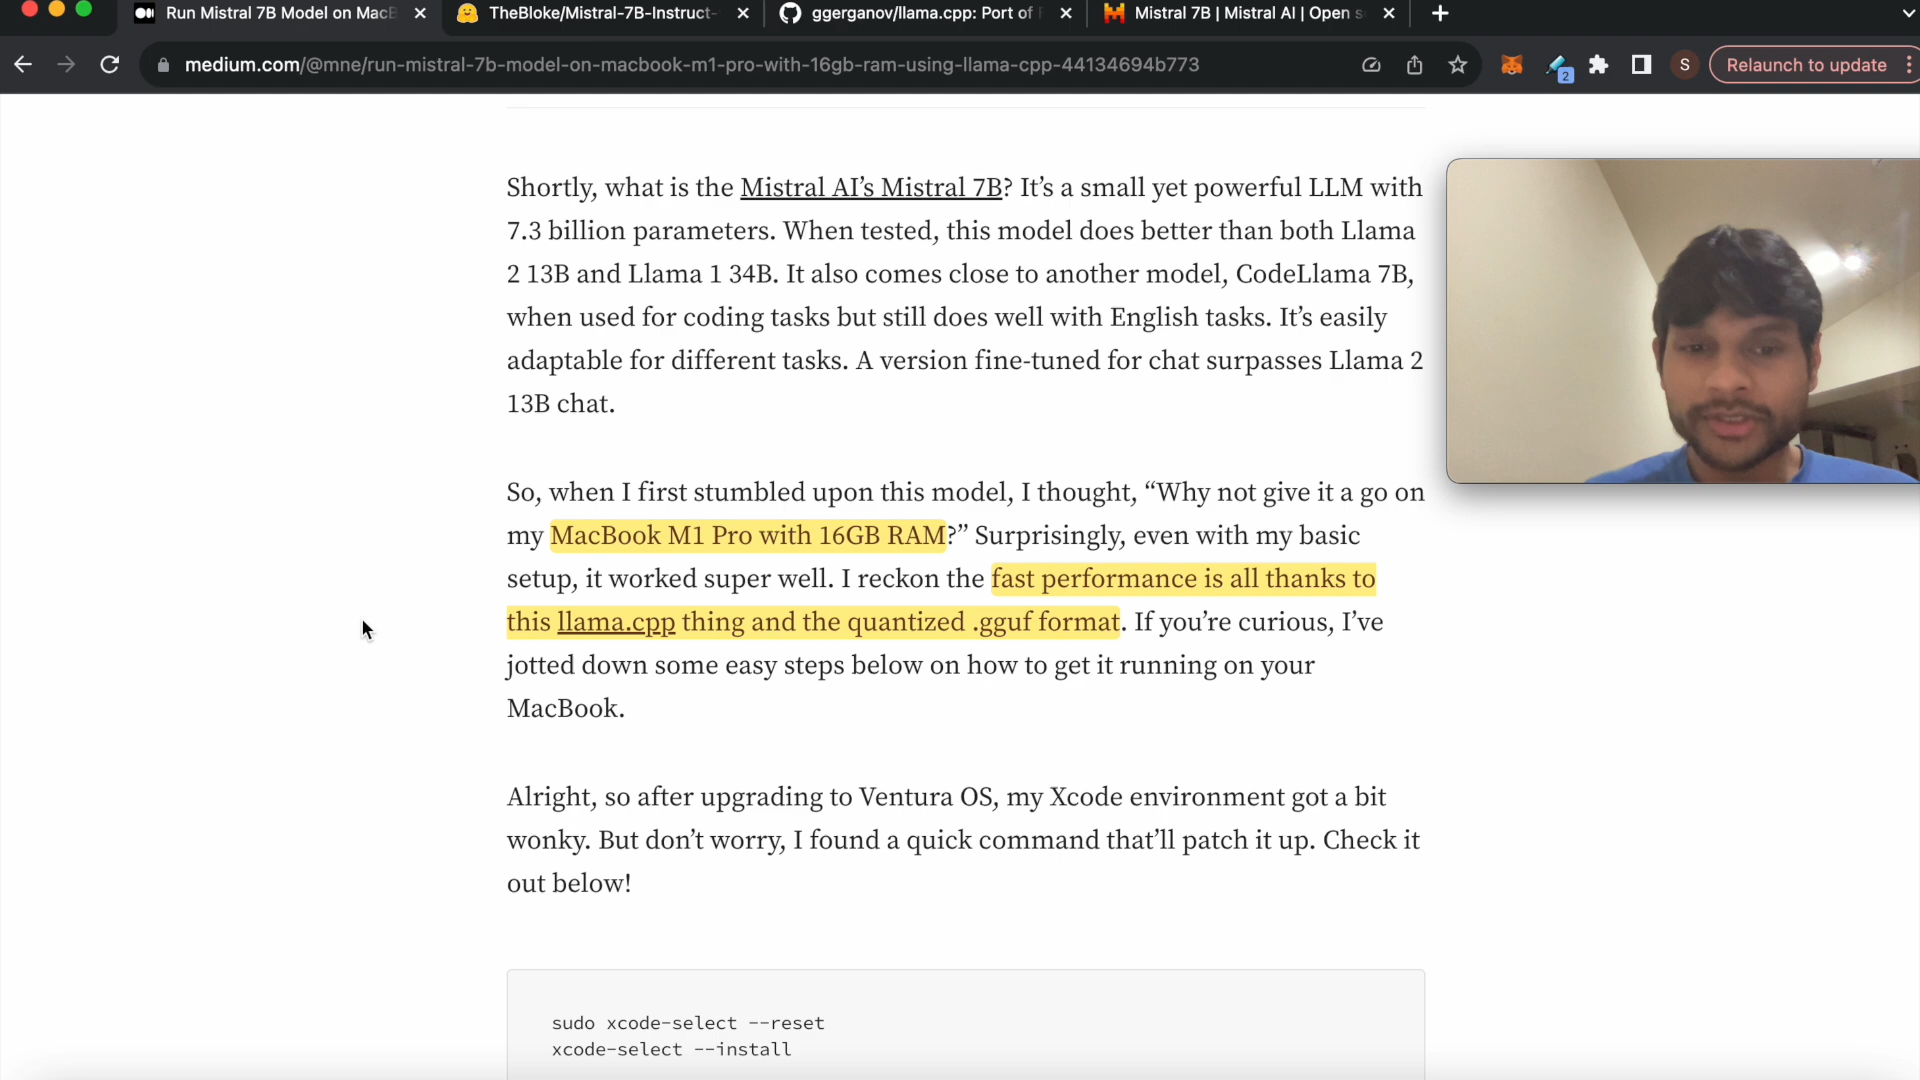 Run Mistral 7B Model on MacB
TheBloke/Mistral-7B-Instruct-
ggerganov/llama.cpp: Port of
Mistral 7B | Mistral AI | Open s
medium.com/@mne/run-mistral-7b-model-on-macbook-m1-pro-with-16gb-ram-using-llama-cpp-44134694b773
2
S
Relaunch to update
Shortly, what is the Mistral AI’s Mistral 7B? It’s a small yet powerful LLM with
7.3 billion parameters. When tested, this model does better than both Llama
2 13B and Llama 1 34B. It also comes close to another model, CodeLlama 7B,
when used for coding tasks but still does well with English tasks. It’s easily
adaptable for different tasks. A version fine-tuned for chat surpasses Llama 2
13B chat.
So, when I first stumbled upon this model, I thought, “Why not give it a go on
my MacBook M1 Pro with 16GB RAM?” Surprisingly, even with my basic
setup, it worked super well. I reckon the fast performance is all thanks to
this llama.cpp thing and the quantized .gguf format. If you’re curious, I’ve
jotted down some easy steps below on how to get it running on your
MacBook.
Alright, so after upgrading to Ventura OS, my Xcode environment got a bit
wonky. But don’t worry, I found a quick command that’ll patch it up. Check it
out below!
sudo xcode-select --reset
xcode-select --install